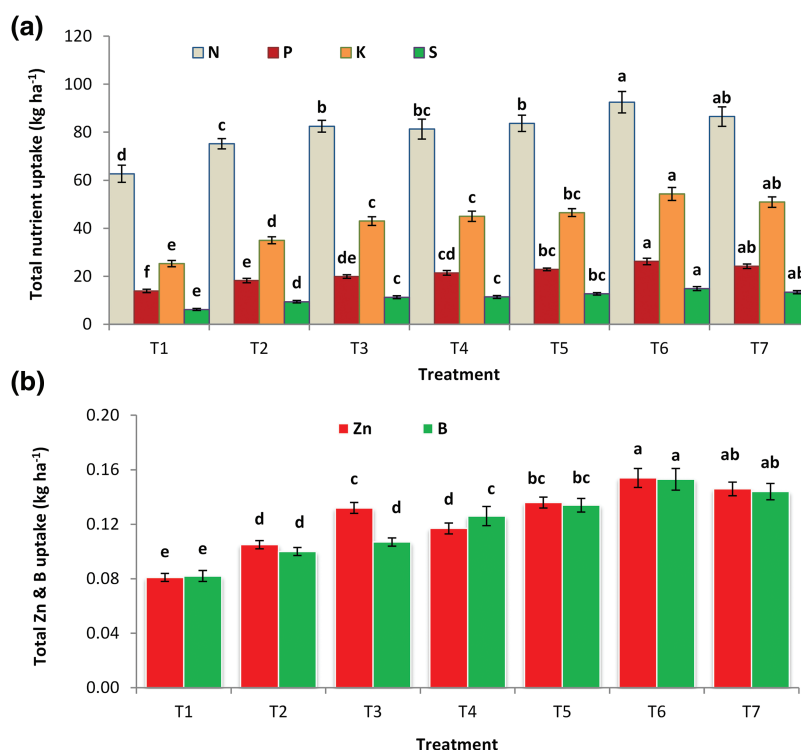 (a)
Total nutrient uptake (kg ha-1)
120
100
80
60
40
20
0
N P K S
d f e e
c e d d
b de c c
bc cd c c
b bc bc bc
a a a a
ab ab ab ab
T1 T2 T3 T4 T5 T6 T7
Treatment
(b)
Total Zn & B uptake (kg ha-1)
0.20
0.16
0.12
0.08
0.04
0.00
Zn B
e e
d d
c d
d c
bc bc
a a
ab ab
T1 T2 T3 T4 T5 T6 T7
Treatment